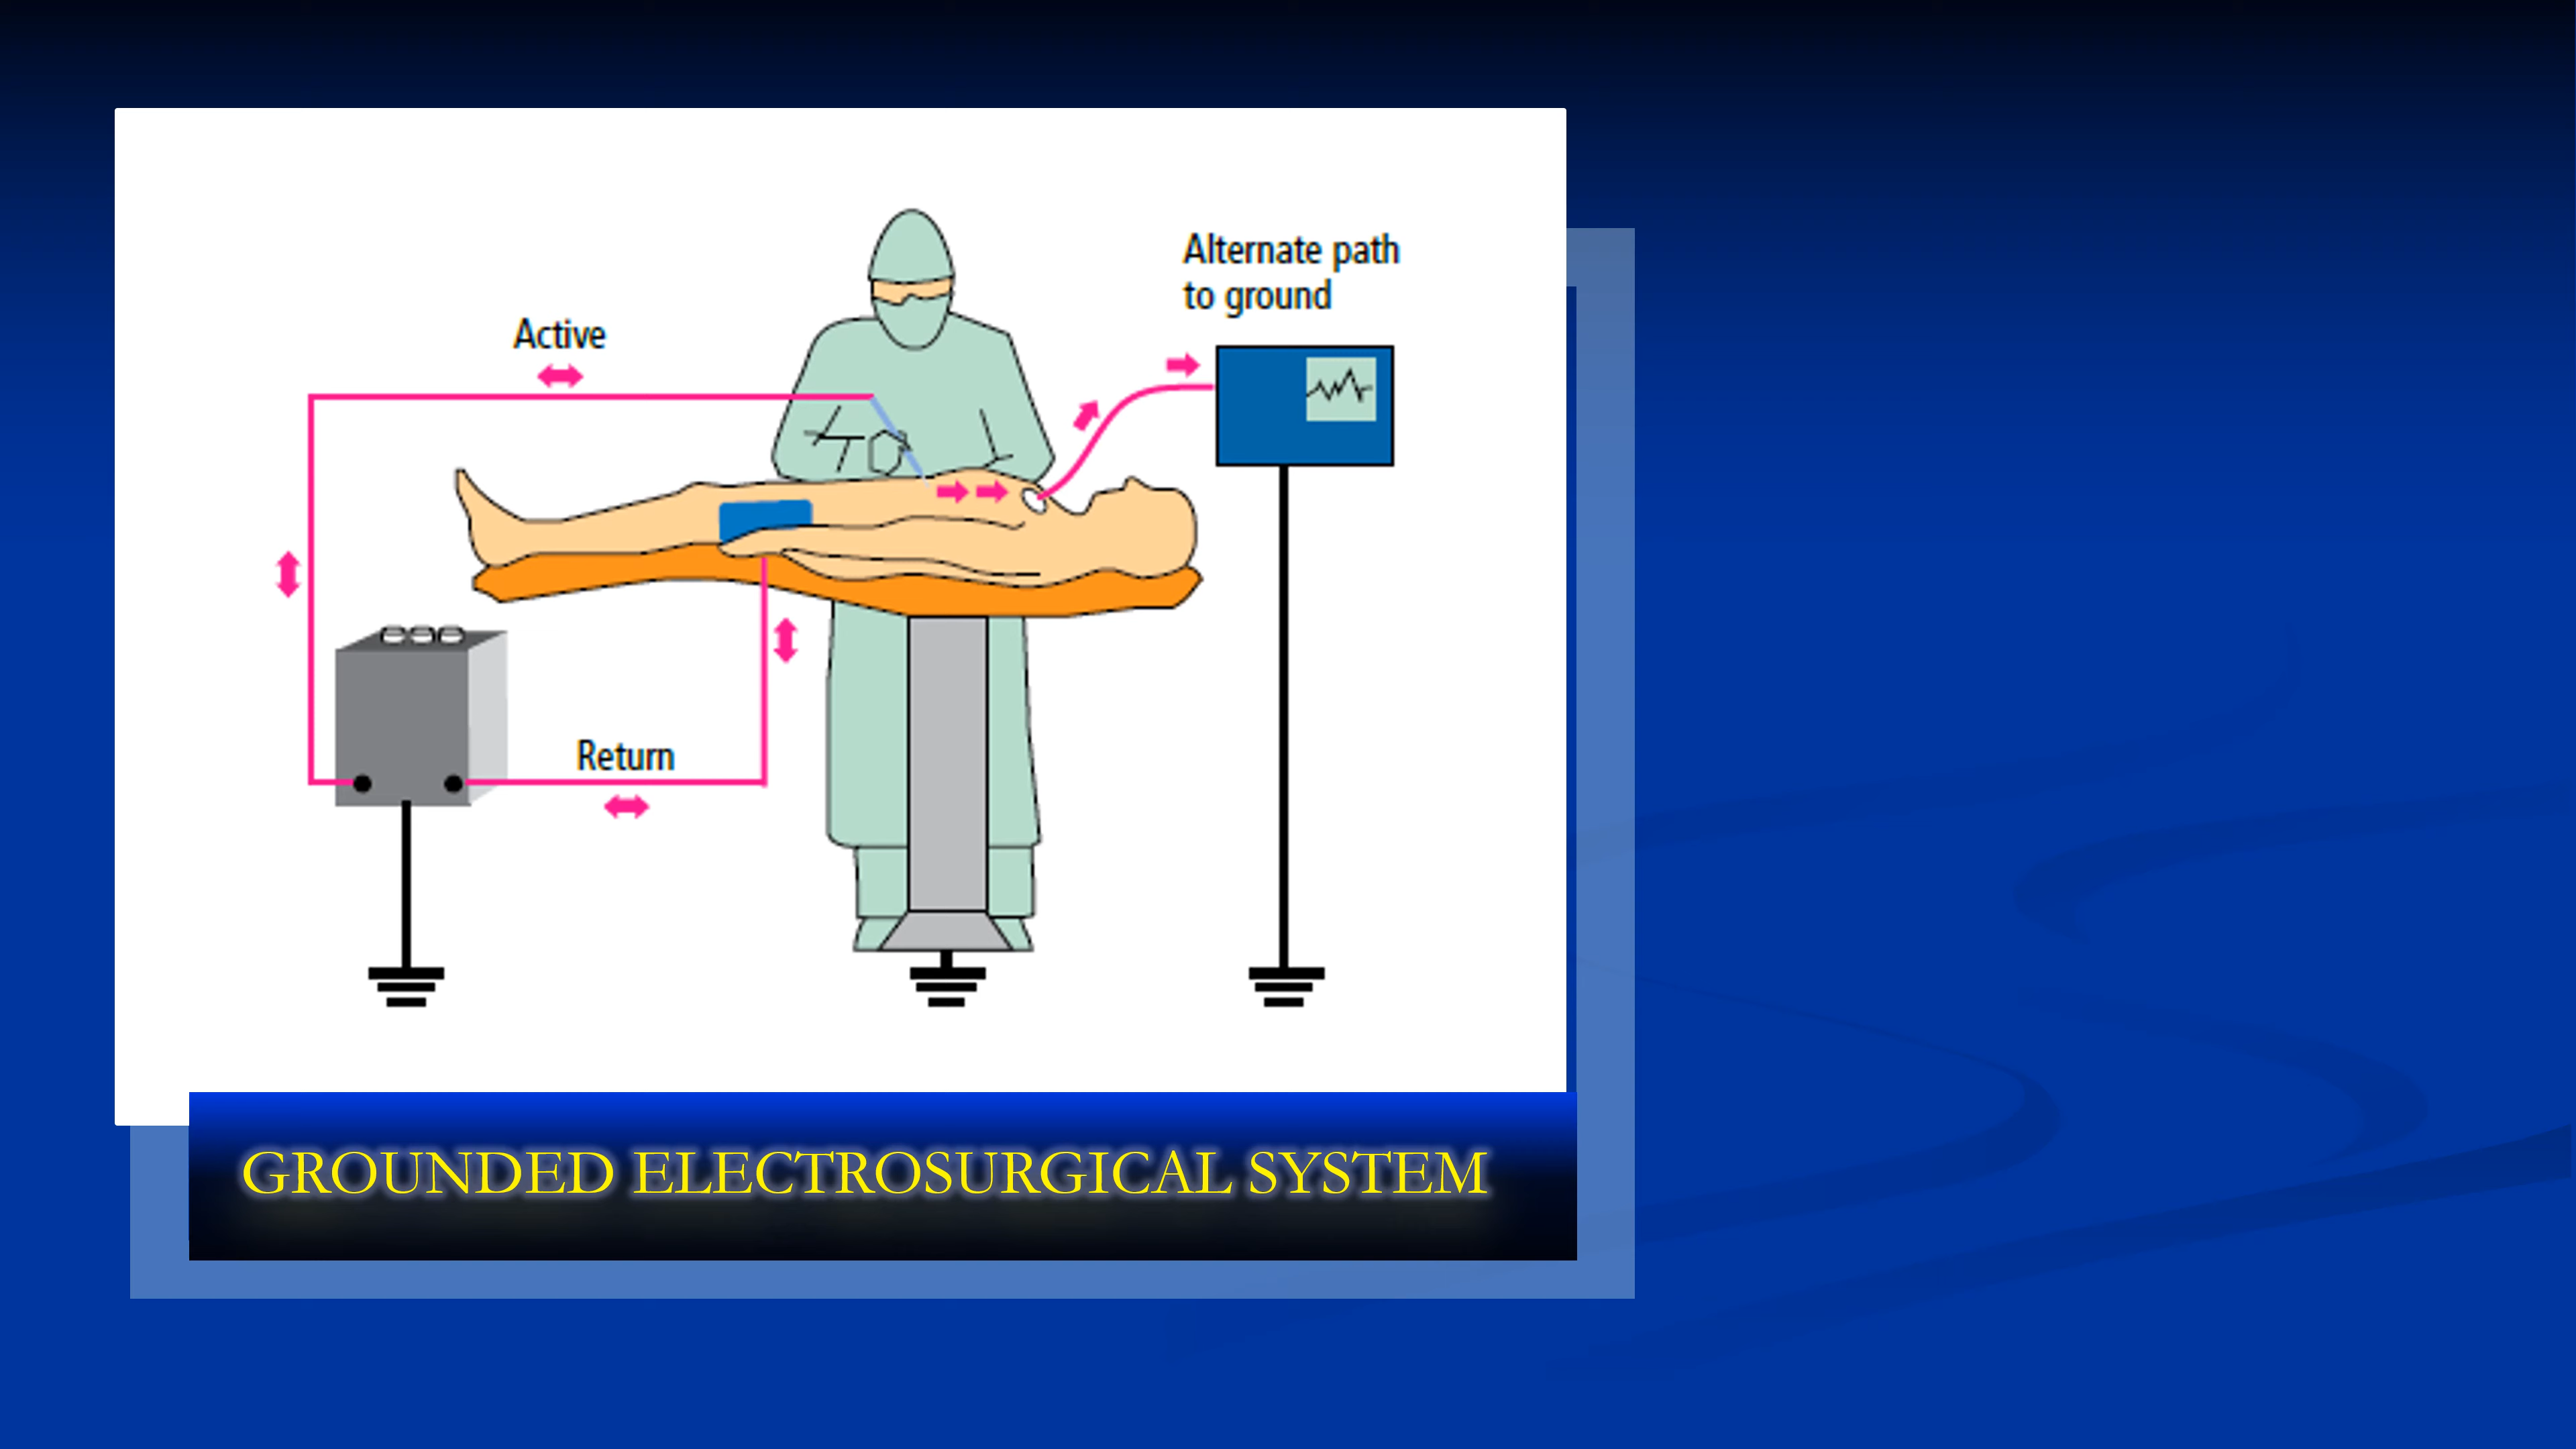 Alternate path
to ground
Active
Return
GROUNDED ELECTROSURGICAL SYSTEM